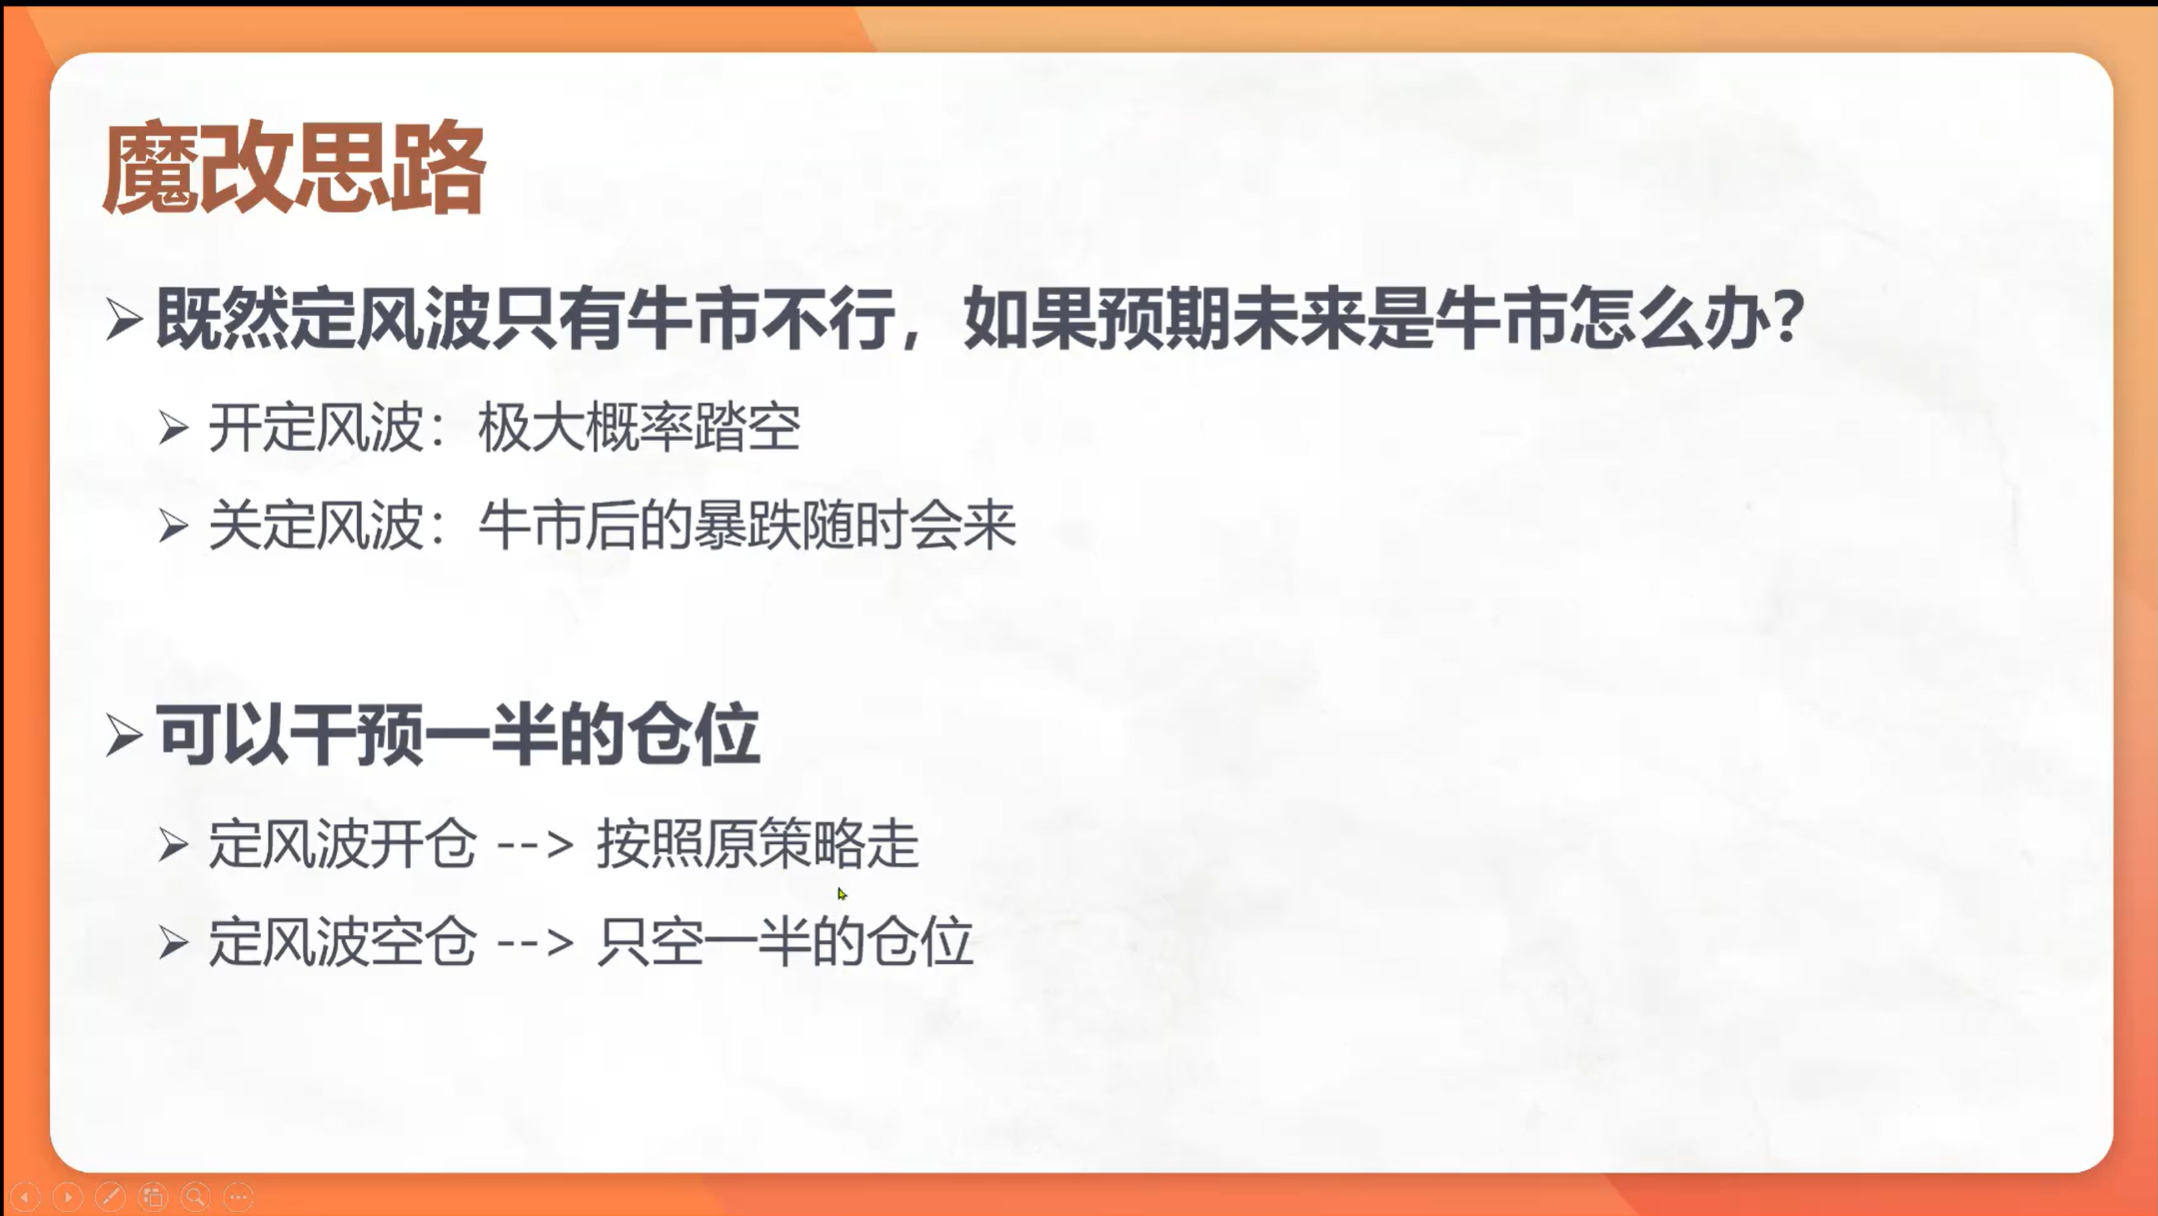 魔改思路
既然定风波只有牛市不行，如果预期未来是牛市怎么办？
开定风波：极大概率踏空
关定风波：牛市后的暴跌随时会来
可以干预一半的仓位
定风波开仓 --> 按照原策略走
定风波空仓 --> 只空一半的仓位